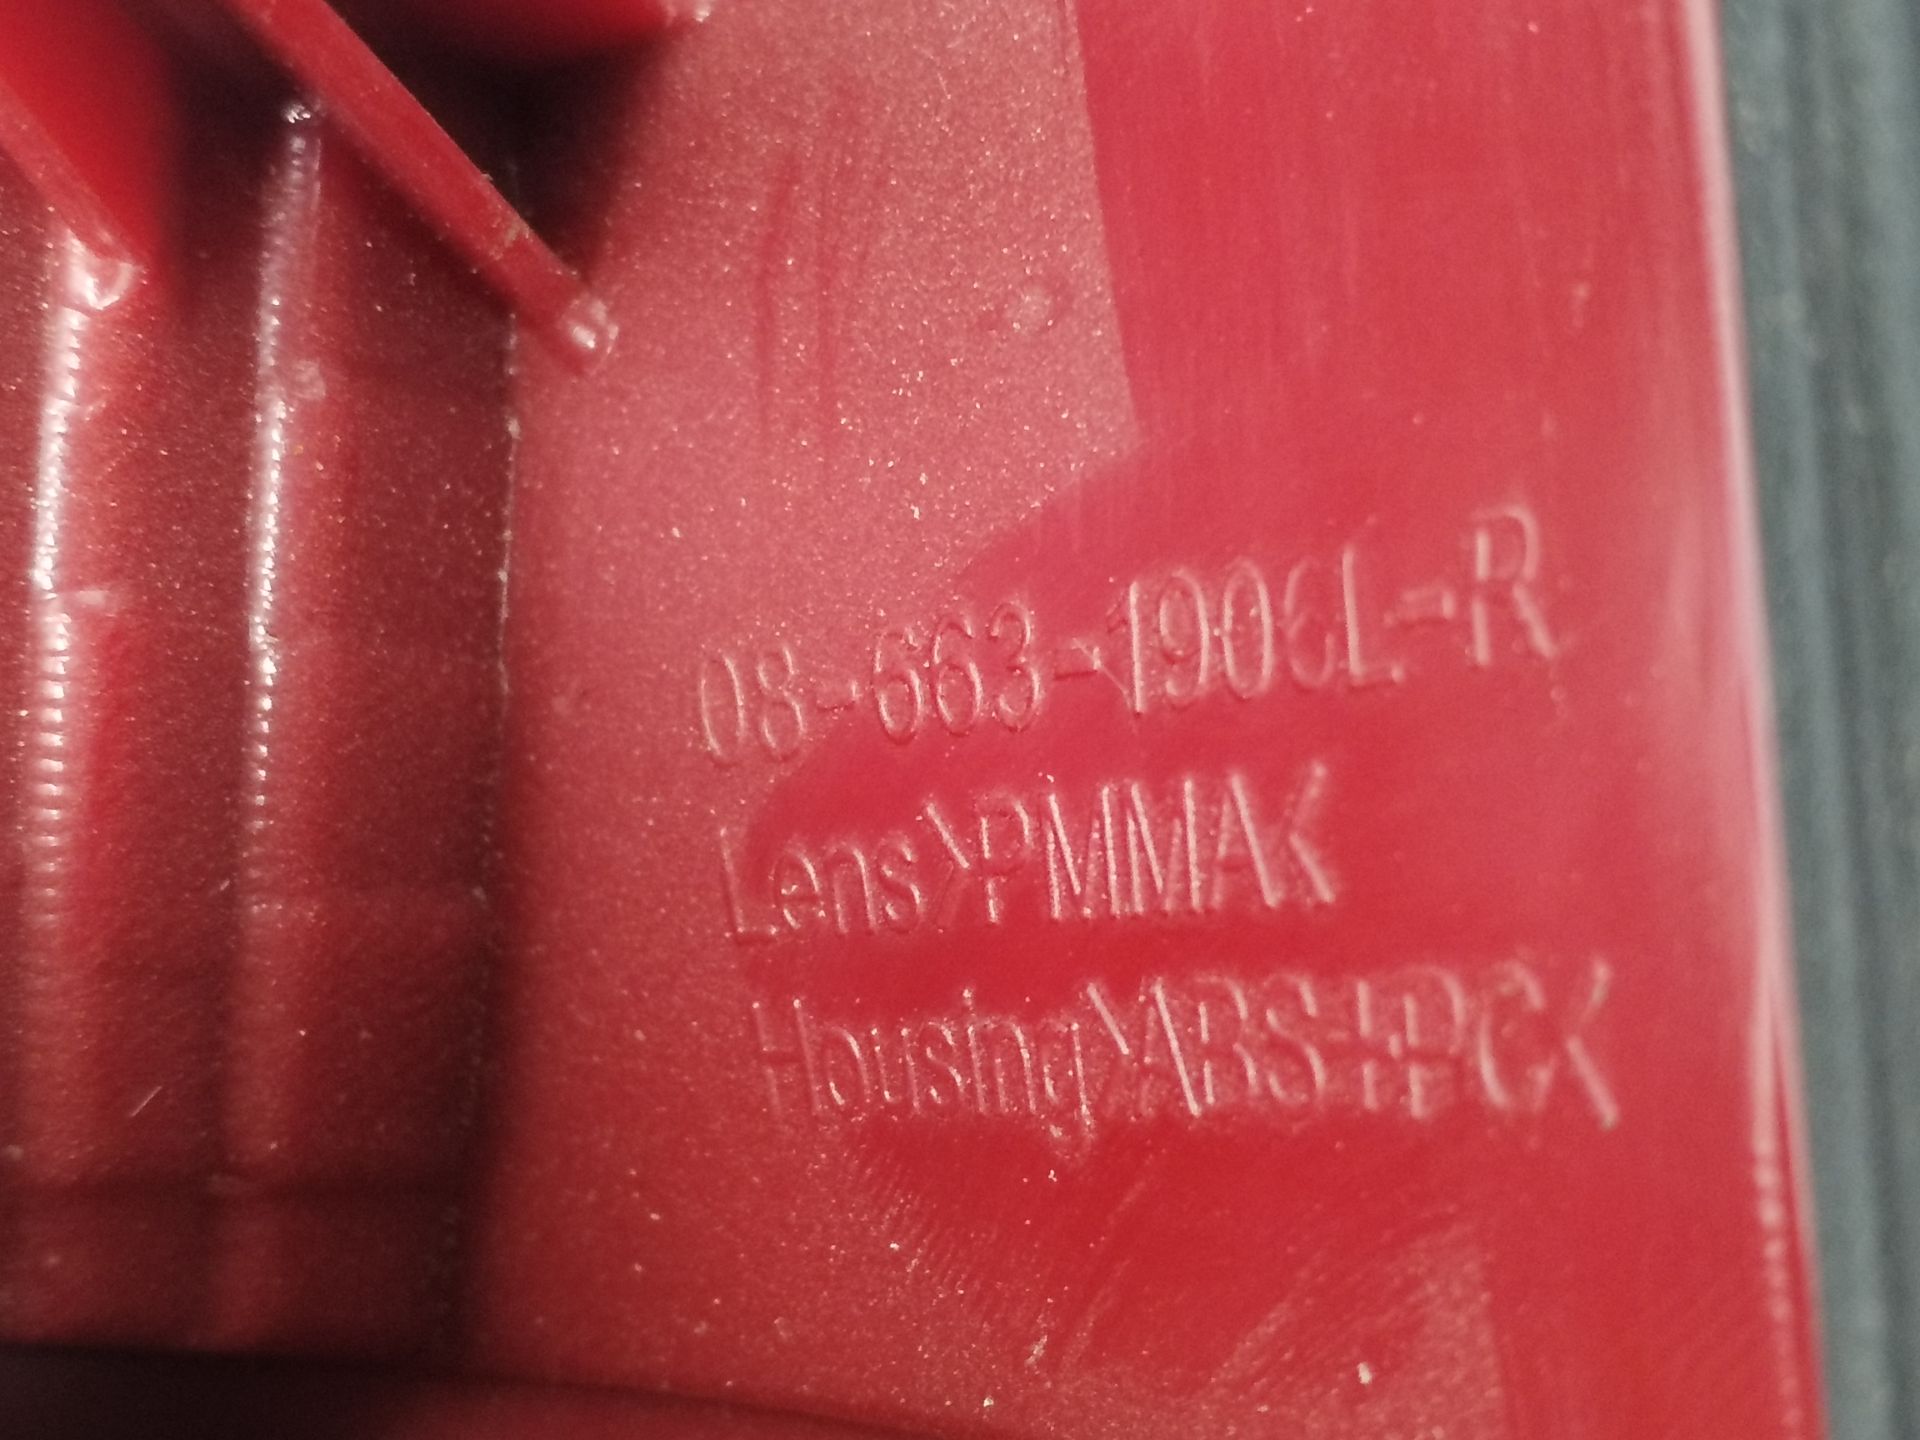 08-663-1906L-R
Lens>PMMA<
Housing>ABS+PC<